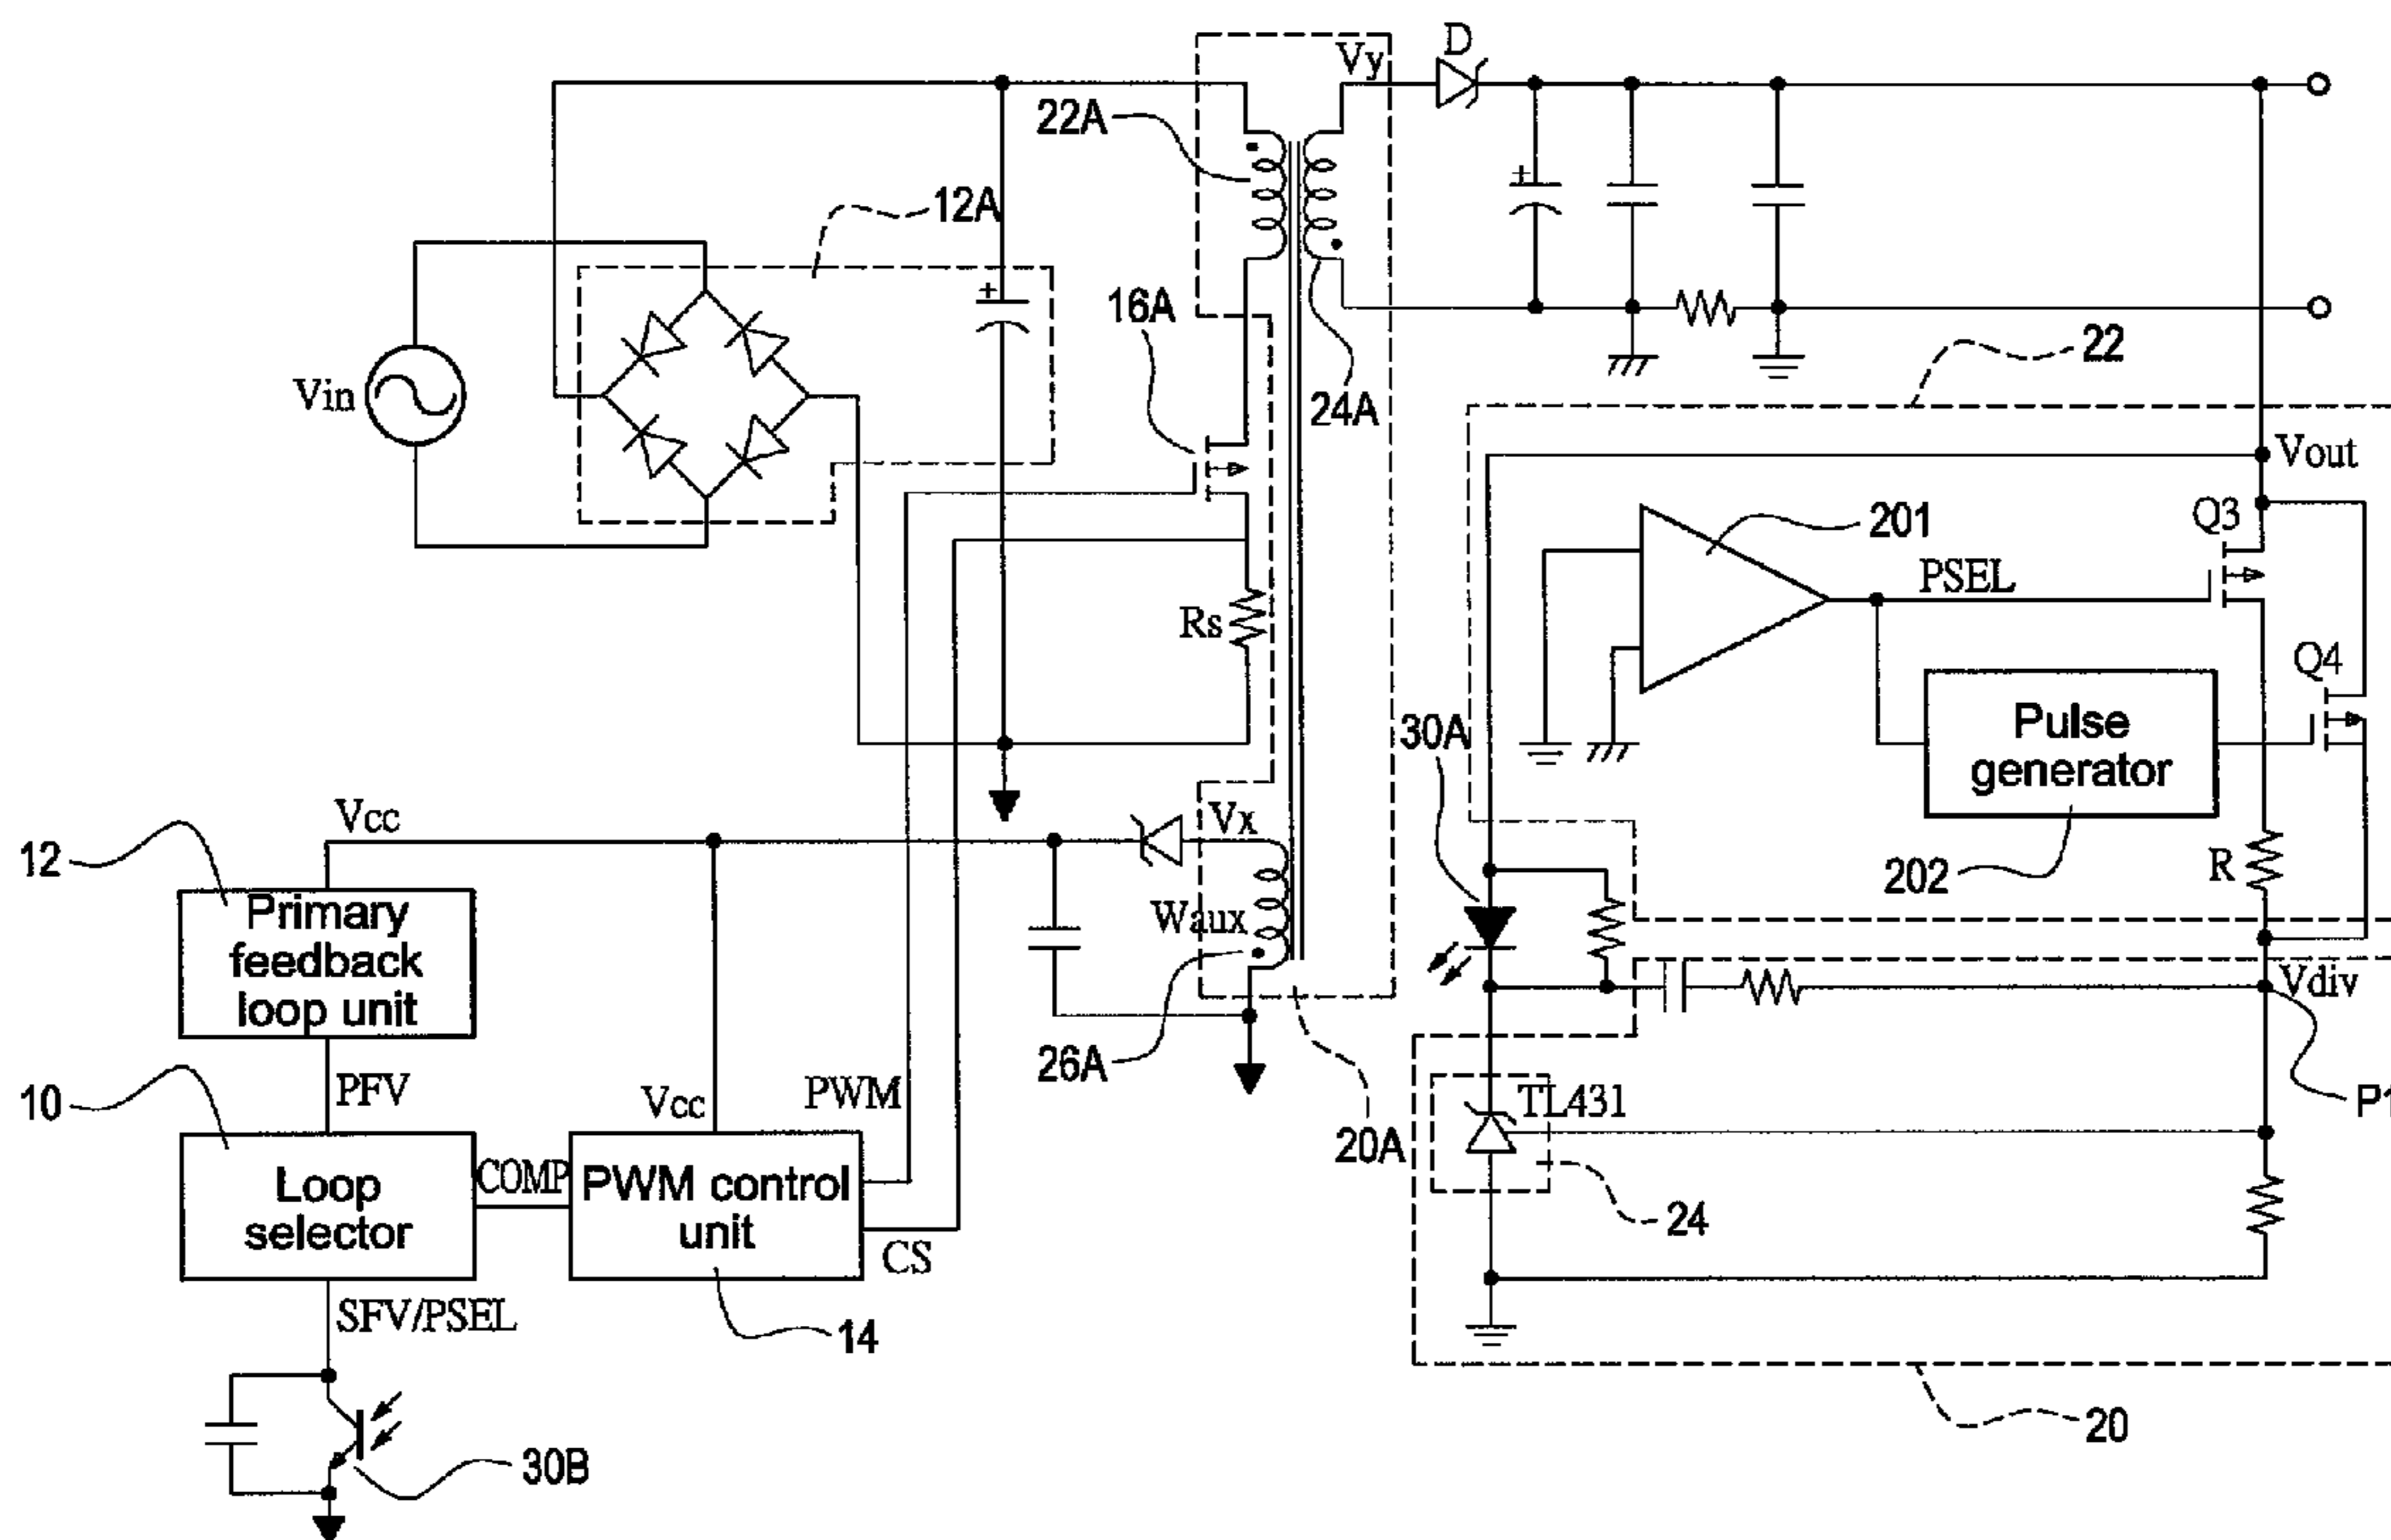 D
Vy
22A
12A
+
+
16A
Vin
24A
22
Vout
201
Q3
PSEL
Rs
Q4
30A
Pulse
generator
Vcc
Vx
12
R
202
Primary
feedback
loop unit
Waux
Vdiv
26A
PFV
Vcc
PWM
10
TL431
P1
20A
Loop
selector
COMP
PWM control
unit
24
CS
SFV/PSEL
14
20
30B